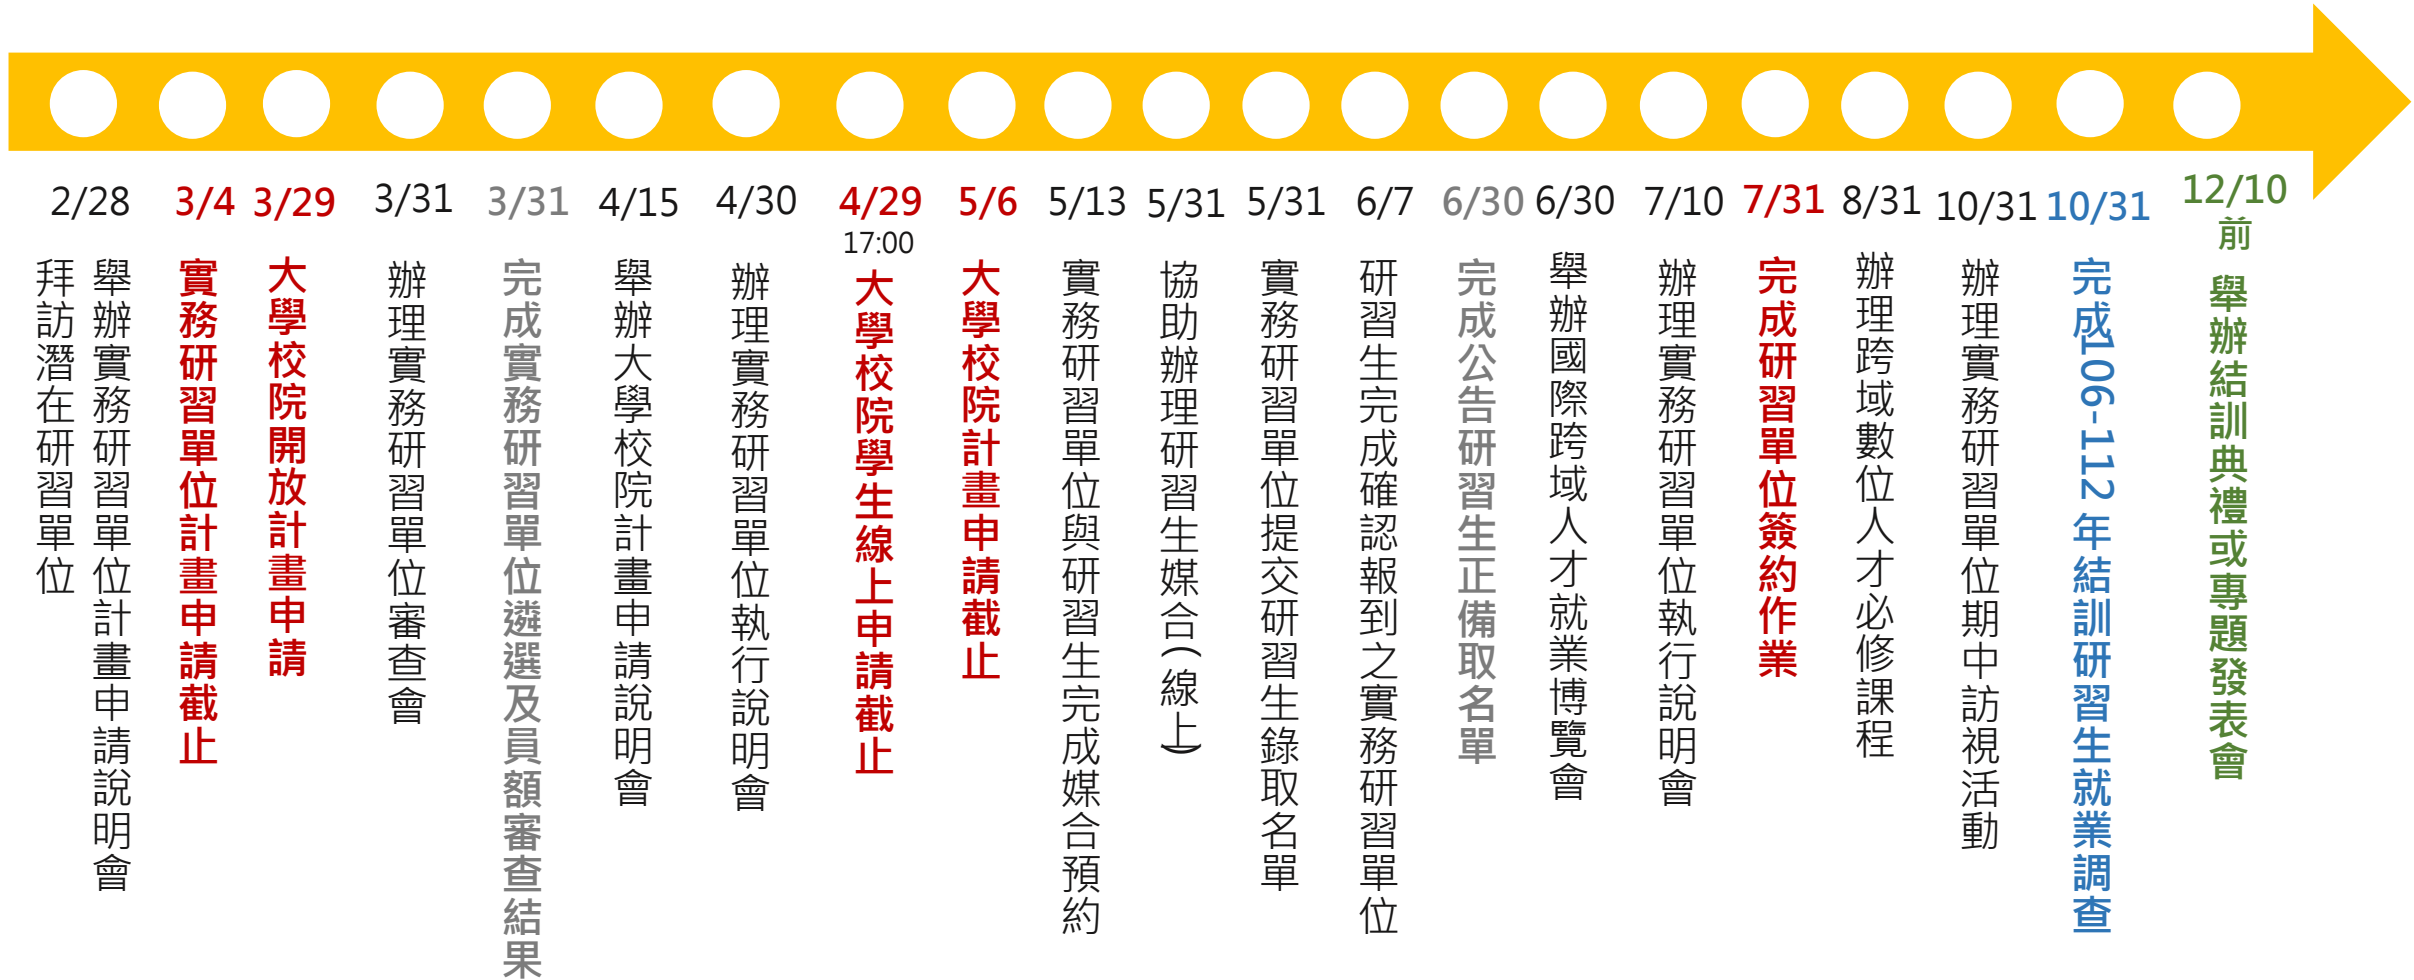 2/28
舉辦實務研習單位計畫申請說明會
拜訪潛在研習單位
3/4
實務研習單位計畫申請截止
3/29
大學校院開放計畫申請
3/31
辦理實務研習單位審查會
3/31
完成實務研習單位遴選及員額審查結果
4/15
舉辦大學校院計畫申請說明會
4/30
辦理實務研習單位執行說明會
4/29
17:00
大學校院學生線上申請截止
5/6
大學校院計畫申請截止
5/13
實務研習單位與研習生完成媒合預約
5/31
協助辦理研習生媒合(線上)
5/31
實務研習單位提交研習生錄取名單
6/7
研習生完成確認報到之實務研習單位
6/30
完成公告研習生正備取名單
6/30
舉辦國際跨域人才就業博覽會
7/10
辦理實務研習單位執行說明會
7/31
完成研習單位簽約作業
8/31
辦理跨域數位人才必修課程
10/31
辦理實務研習單位期中訪視活動
10/31
完成106-112年結訓研習生就業調查
12/10
前
舉辦結訓典禮或專題發表會